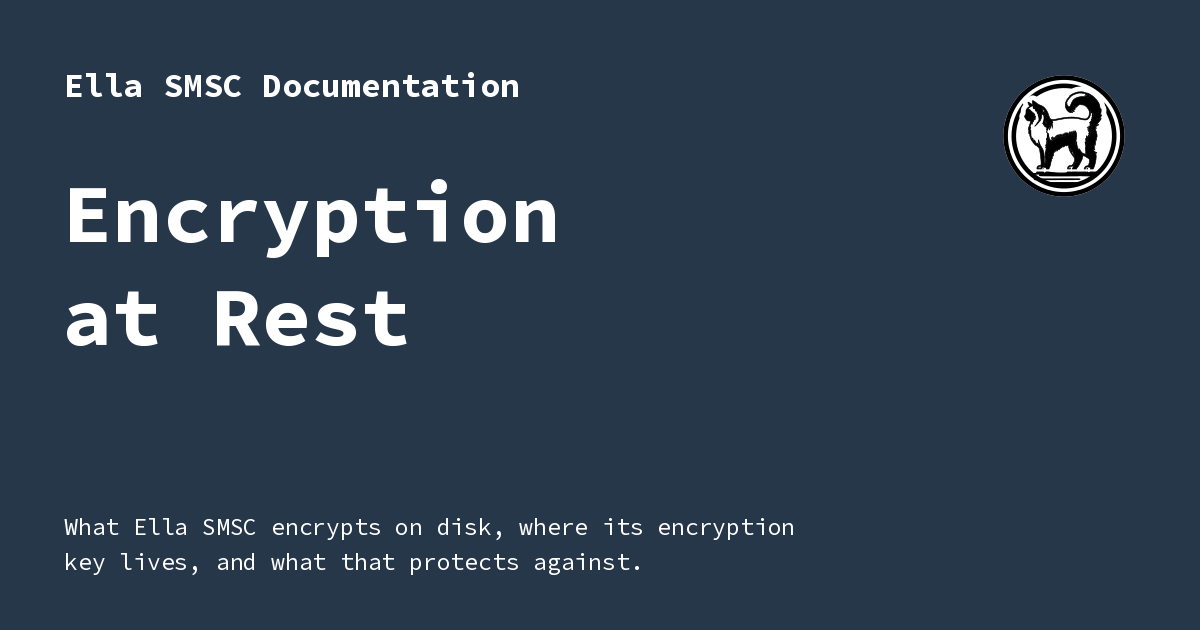 Ella SMSC Documentation
Encryption
at Rest
What Ella SMSC encrypts on disk, where its encryption
key lives, and what that protects against.